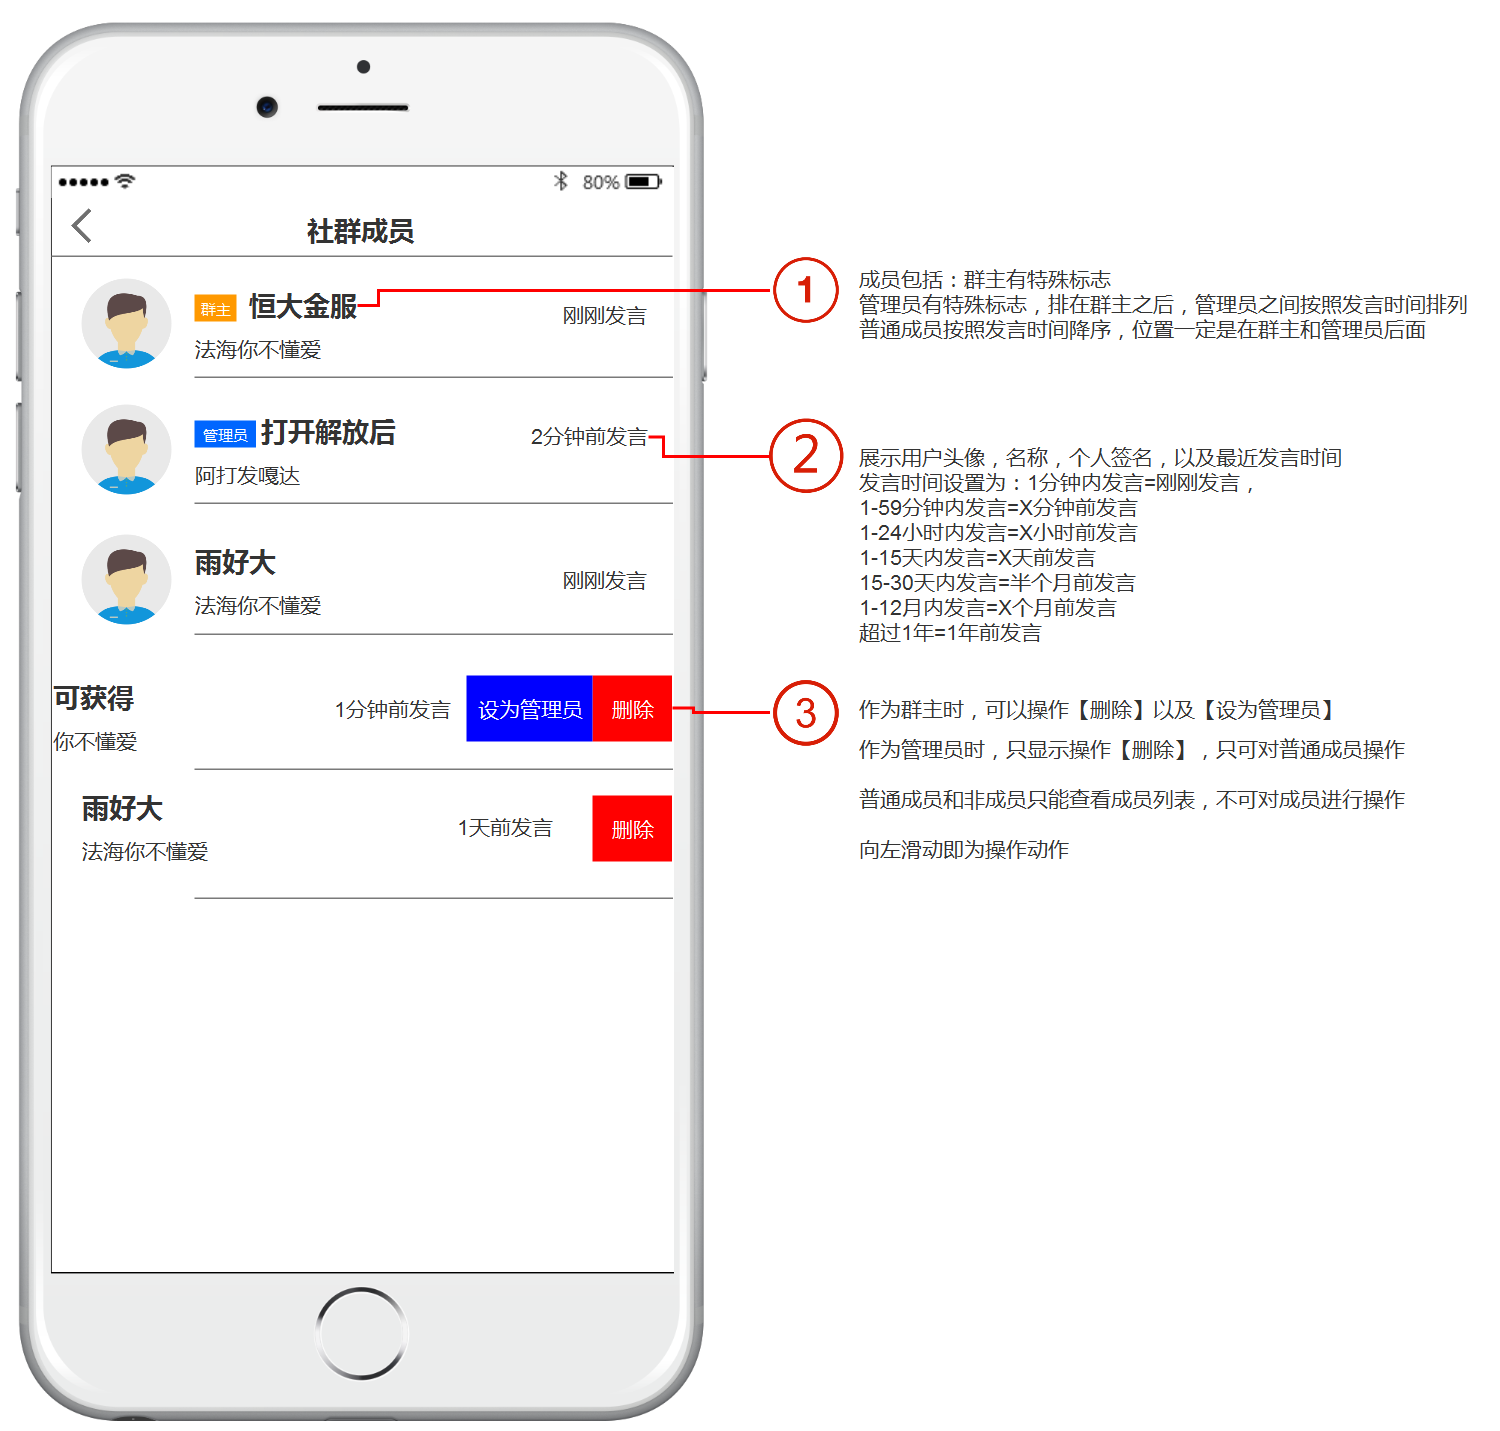 80%
社群成员
群主 恒大金服
刚刚发言
法海你不懂爱
管理员 打开解放后
2分钟前发言
阿打发嘎达
雨好大
刚刚发言
法海你不懂爱
可获得
1分钟前发言
设为管理员
删除
你不懂爱
雨好大
1天前发言
删除
法海你不懂爱
1
成员包括：群主有特殊标志
管理员有特殊标志，排在群主之后，管理员之间按照发言时间排列
普通成员按照发言时间降序，位置一定是在群主和管理员后面
2
展示用户头像，名称，个人签名，以及最近发言时间
发言时间设置为：1分钟内发言=刚刚发言，
1-59分钟内发言=X分钟前发言
1-24小时内发言=X小时前发言
1-15天内发言=X天前发言
15-30天内发言=半个月前发言
1-12月内发言=X个月前发言
超过1年=1年前发言
3
作为群主时，可以操作【删除】以及【设为管理员】
作为管理员时，只显示操作【删除】，只可对普通成员操作
普通成员和非成员只能查看成员列表，不可对成员进行操作
向左滑动即为操作动作